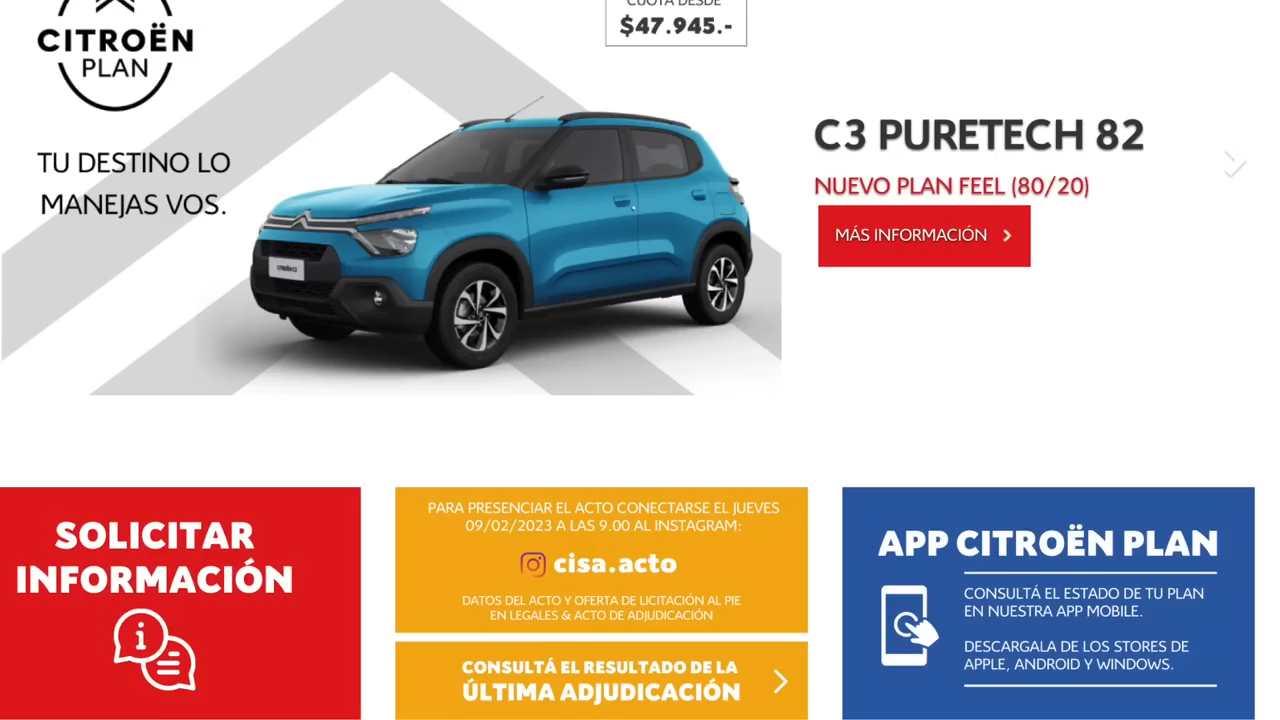 CUOTA DESDE
$47.945.-
CITROËN
PLAN
TU DESTINO LO
MANEJAS VOS.
C3 PURETECH 82
NUEVO PLAN FEEL (80/20)
MÁS INFORMACIÓN
SOLICITAR
INFORMACIÓN
PARA PRESENCIAR EL ACTO CONECTARSE EL JUEVES
09/02/2023 A LAS 9.00 AL INSTAGRAM:
cisa.acto
DATOS DEL ACTO Y OFERTA DE LICITACIÓN AL PIE
EN LEGALES & ACTO DE ADJUDICACIÓN
CONSULTÁ EL RESULTADO DE LA
ÚLTIMA ADJUDICACIÓN
APP CITROËN PLAN
CONSULTÁ EL ESTADO DE TU PLAN
EN NUESTRA APP MOBILE.
DESCARGALA DE LOS STORES DE
APPLE, ANDROID Y WINDOWS.